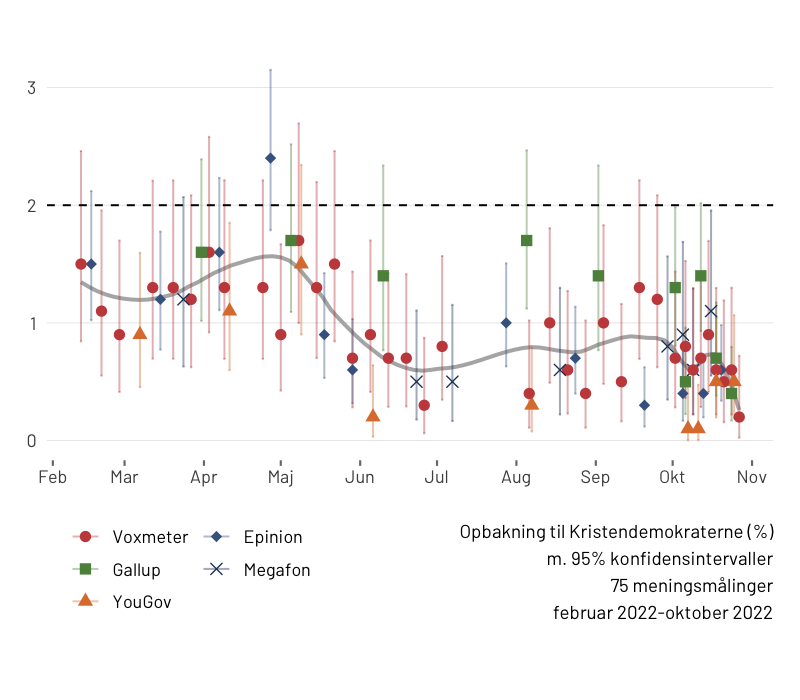 3
2
1
0
Feb Mar Apr Maj Jun Jul Aug Sep Okt Nov
Voxmeter Epinion
Gallup Megafon
YouGov
Opbakning til Kristendemokraterne (%)
m. 95% konfidensintervaller
75 meningsmålinger
februar 2022-oktober 2022